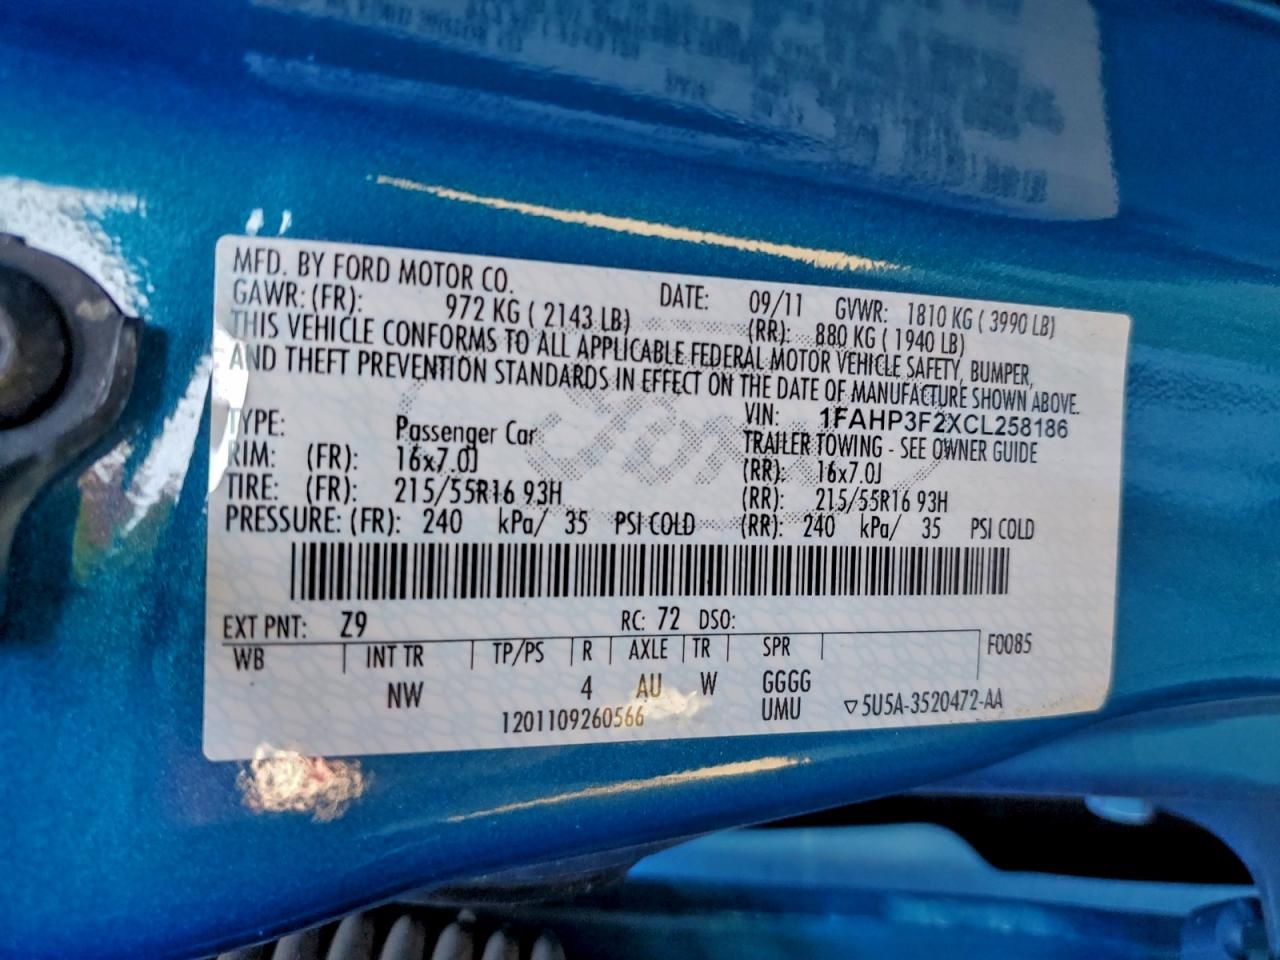 MFD. BY FORD MOTOR CO. DATE: 09/11 GVWR: 1810 KG ( 3990 LB)
GAWR: (FR): 972 KG ( 2143 LB) (RR): 880 KG ( 1940 LB)
THIS VEHICLE CONFORMS TO ALL APPLICABLE FEDERAL MOTOR VEHICLE SAFETY, BUMPER,
AND THEFT PREVENTION STANDARDS IN EFFECT ON THE DATE OF MANUFACTURE SHOWN ABOVE.
VIN: 1FAHP3F2XCL258186
TYPE: Passenger Car TRAILER TOWING - SEE OWNER GUIDE
RIM: (FR): 16x7.0J (RR): 16x7.0J
TIRE: (FR): 215/55R16 93H (RR): 215/55R16 93H
PRESSURE: (FR): 240 kPa/ 35 PSI COLD (RR): 240 kPa/ 35 PSI COLD
EXT PNT: Z9 RC: 72 DSO:
WB INT TR TP/PS R AXLE TR SPR F0085
NW 4 AU W GGGG
1201109260566 UMU ▽5U5A-3520472-AA